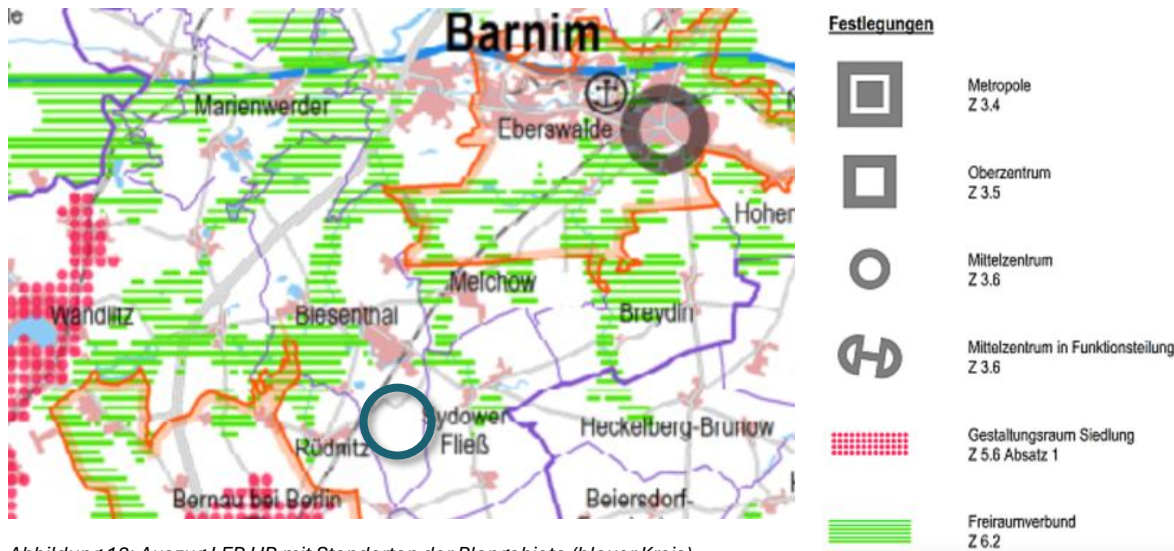 Barnim
Marienwerder
Eberswalde
Melchow
Wandlitz
Biesenthal
Breydin
Sydower
Fließ
Rüdnitz
Heckelberg-Brunow
Bernau bei Berlin
Beiersdorf-
Festlegungen
Metropole
Z 3.4
Oberzentrum
Z 3.5
Mittelzentrum
Z 3.6
Mittelzentrum in Funktionsteilung
Z 3.6
Gestaltungsraum Siedlung
Z 5.6 Absatz 1
Freiraumverbund
Z 6.2